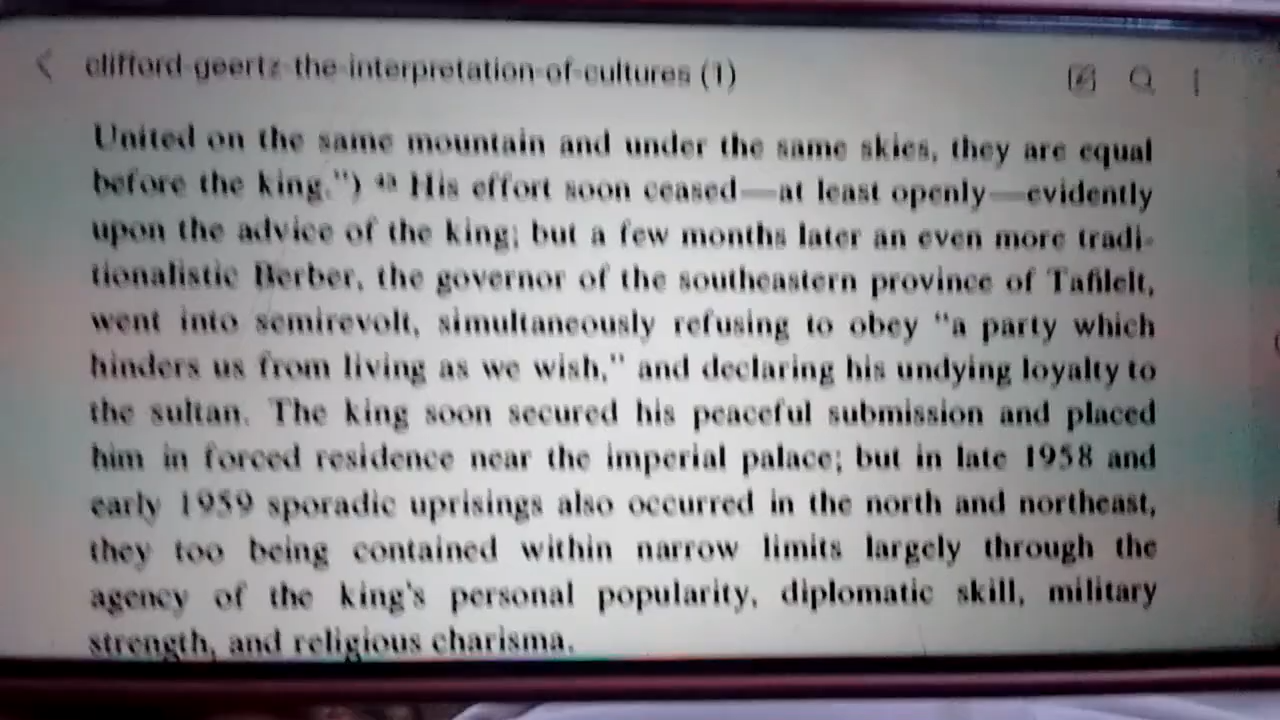 clifford-geertz-the-interpretation-of-cultures (1)
United on the same mountain and under the same skies, they are equal
before the king.") 43 His effort soon ceased—at least openly—evidently
upon the advice of the king; but a few months later an even more tradi-
tionalistic Berber, the governor of the southeastern province of Tafilelt,
went into semirevolt, simultaneously refusing to obey "a party which
hinders us from living as we wish," and declaring his undying loyalty to
the sultan. The king soon secured his peaceful submission and placed
him in forced residence near the imperial palace; but in late 1958 and
early 1959 sporadic uprisings also occurred in the north and northeast,
they too being contained within narrow limits largely through the
agency of the king's personal popularity, diplomatic skill, military
strength, and religious charisma.